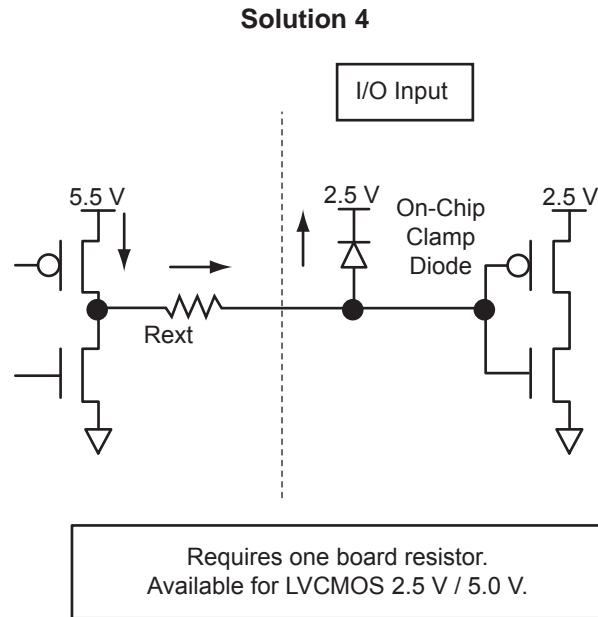 Solution 4
I/O Input
5.5 V
2.5 V
On-Chip
Clamp
Diode
2.5 V
Rext
Requires one board resistor.
Available for LVCMOS 2.5 V / 5.0 V.